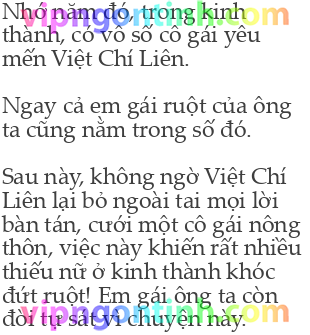 Nhớ năm đó, trong kinh
thành, có vô số cô gái yêu
mến Việt Chí Liên.
Ngay cả em gái ruột của ông
ta cũng nằm trong số đó.
Sau này, không ngờ Việt Chí
Liên lại bỏ ngoài tai mọi lời
bàn tán, cưới một cô gái nông
thôn, việc này khiến rất nhiều
thiếu nữ ở kinh thành khóc
đứt ruột! Em gái ông ta còn
đòi tự sát vì chuyện này.
vipngontinh.com
vipngontinh.com